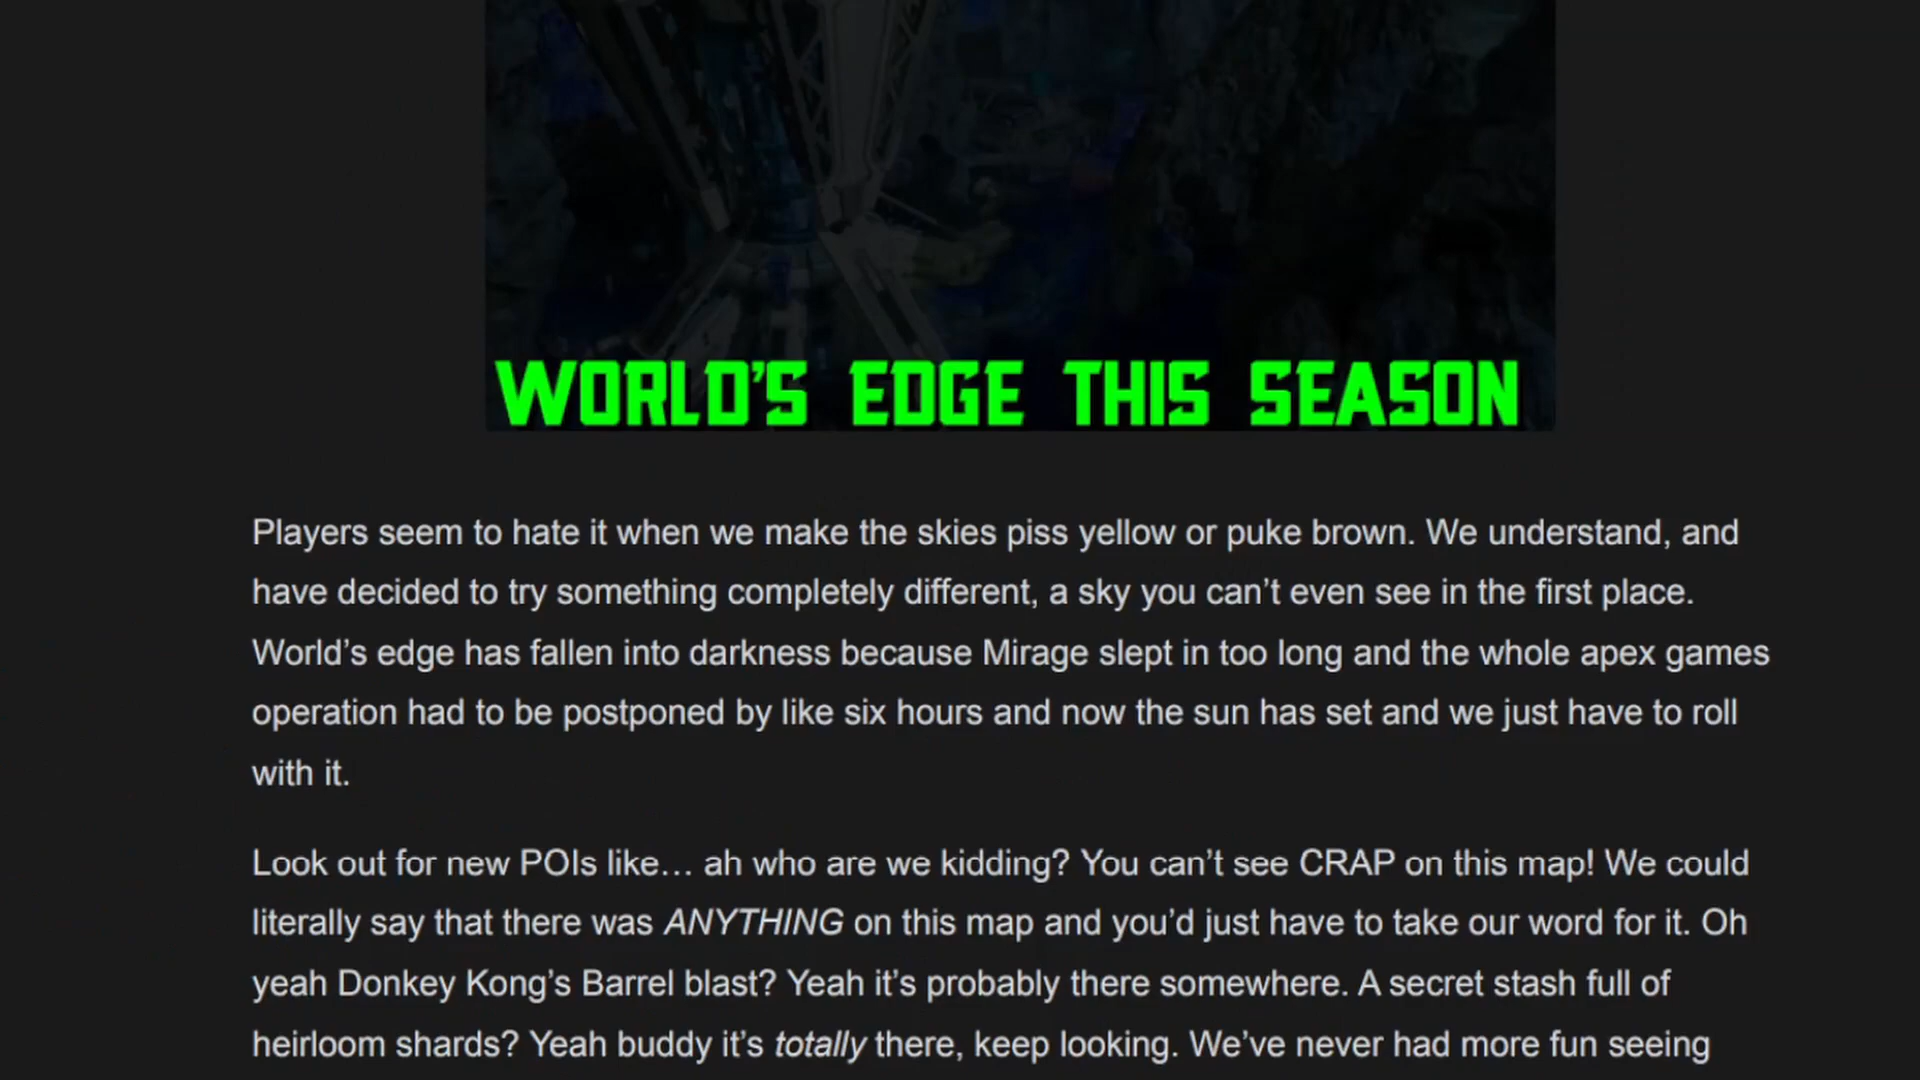 WORLD'S EDGE THIS SEASON
Players seem to hate it when we make the skies piss yellow or puke brown. We understand, and
have decided to try something completely different, a sky you can’t even see in the first place.
World’s edge has fallen into darkness because Mirage slept in too long and the whole apex games
operation had to be postponed by like six hours and now the sun has set and we just have to roll
with it.
Look out for new POIs like… ah who are we kidding? You can’t see CRAP on this map! We could
literally say that there was ANYTHING on this map and you’d just have to take our word for it. Oh
yeah Donkey Kong’s Barrel blast? Yeah it’s probably there somewhere. A secret stash full of
heirloom shards? Yeah buddy it’s totally there, keep looking. We’ve never had more fun seeing